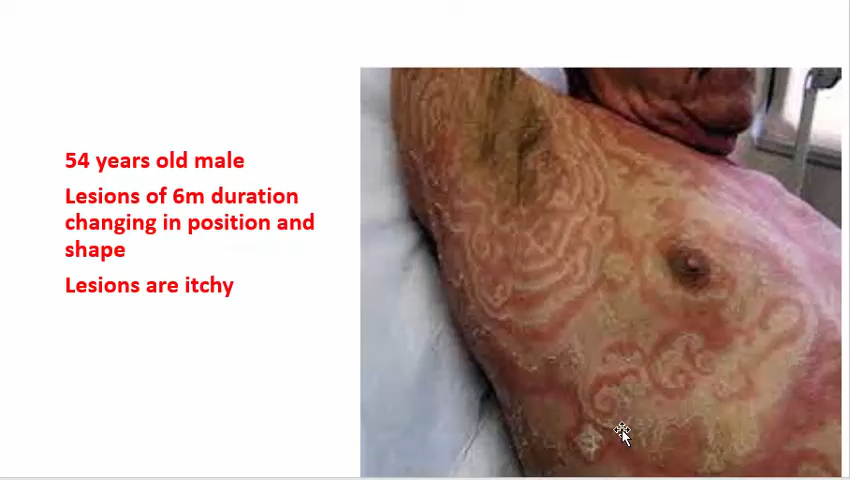 54 years old male
Lesions of 6m duration
changing in position and
shape
Lesions are itchy